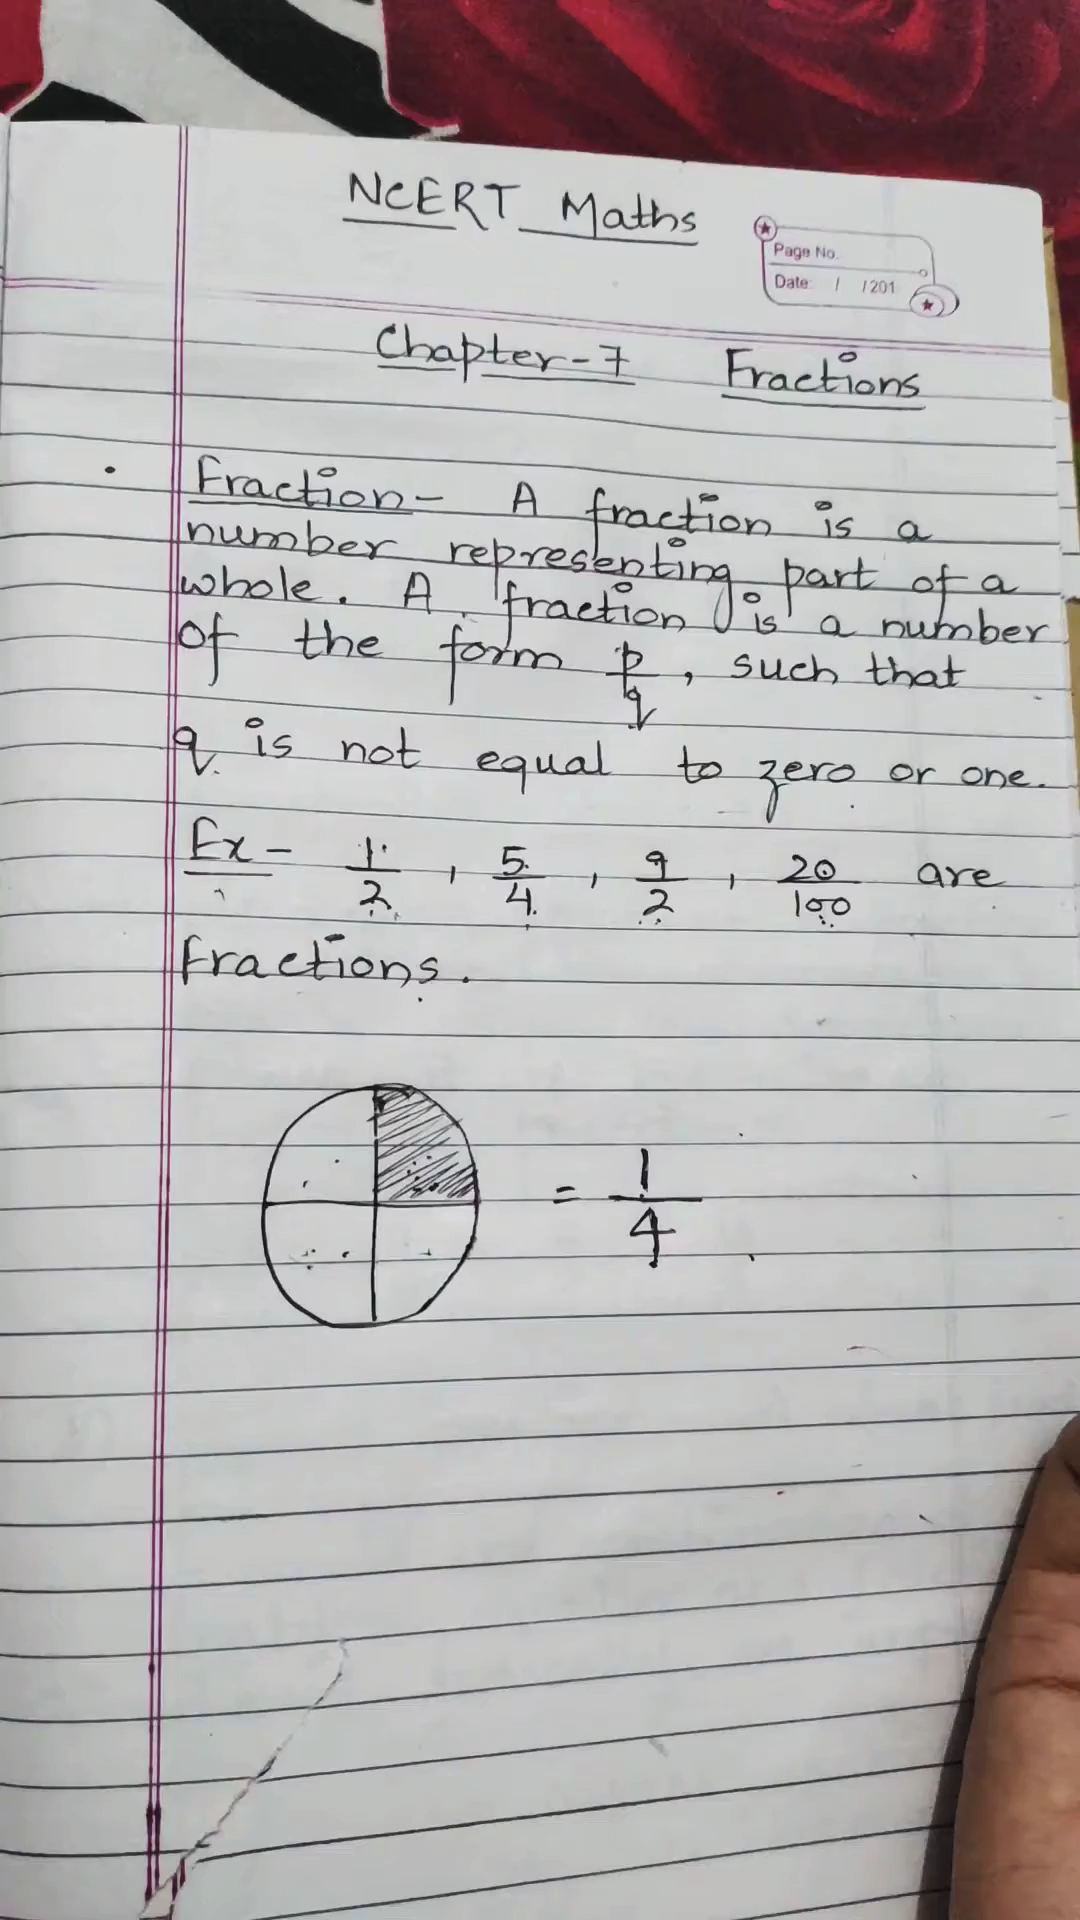 NCERT Maths
Page No.
Date: / /201
Chapter-7 Fractions
Fraction- A fraction is a
number representing part of a
whole. A fraction is a number
of the form p/q, such that
q is not equal to zero or one.
Ex- 1/2, 5/4, 9/2, 20/100 are
fractions.
= 1/4